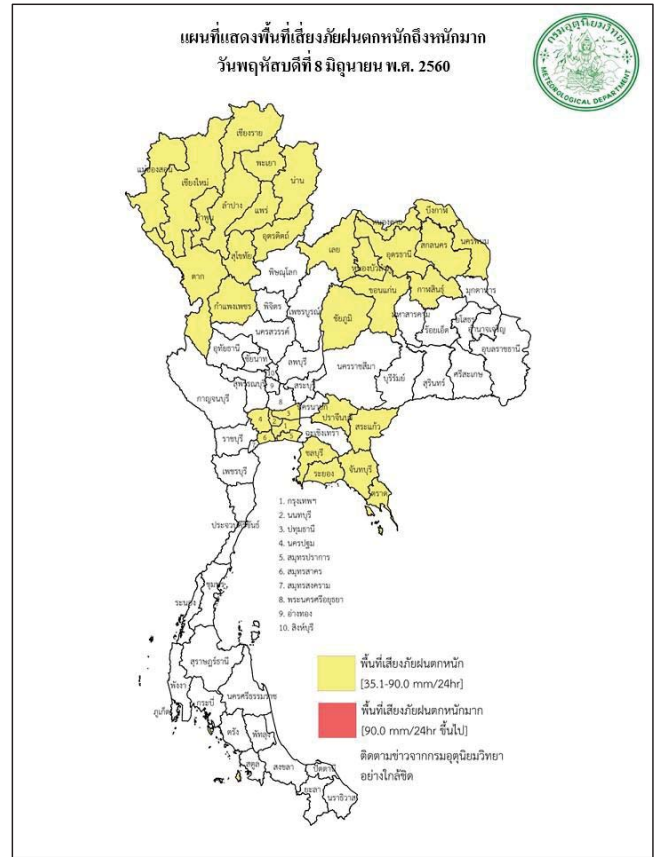 แผนที่แสดงพื้นที่เสี่ยงภัยฝนตกหนักถึงหนักมาก
วันพฤหัสบดีที่ 8 มิถุนายน พ.ศ. 2560
กรมอุตุนิยมวิทยา
METEOROLOGICAL DEPARTMENT
เชียงราย
พะเยา
แม่ฮ่องสอน
เชียงใหม่
น่าน
ลำปาง
แพร่
ลำพูน
อุตรดิตถ์
สุโขทัย
ตาก
พิษณุโลก
กำแพงเพชร
พิจิตร
เพชรบูรณ์
นครสวรรค์
อุทัยธานี
ชัยนาท
ลพบุรี
บึงกาฬ
เลย
อุดรธานี
สกลนคร
นครพนม
ขอนแก่น
กาฬสินธุ์
มุกดาหาร
ชัยภูมิ
มหาสารคาม
ร้อยเอ็ด
ยโสธร
อำนาจเจริญ
อุบลราชธานี
นครราชสีมา
บุรีรัมย์
สุรินทร์
ศรีสะเกษ
สุพรรณบุรี
สระบุรี
10
9
8
กาญจนบุรี
นครนายก
ปราจีนบุรี
4
3
2
1
6
5
ฉะเชิงเทรา
สระแก้ว
ราชบุรี
ชลบุรี
ระยอง
จันทบุรี
ตราด
เพชรบุรี
ประจวบคีรีขันธ์
1. กรุงเทพฯ
2. นนทบุรี
3. ปทุมธานี
4. นครปฐม
5. สมุทรปราการ
6. สมุทรสาคร
7. สมุทรสงคราม
8. พระนครศรีอยุธยา
9. อ่างทอง
10. สิงห์บุรี
ชุมพร
ระนอง
สุราษฎร์ธานี
พังงา
นครศรีธรรมราช
ภูเก็ต
กระบี่
ตรัง
พัทลุง
สตูล
สงขลา
ปัตตานี
ยะลา
นราธิวาส
พื้นที่เสี่ยงภัยฝนตกหนัก
[35.1-90.0 mm/24hr]
พื้นที่เสี่ยงภัยฝนตกหนักมาก
[90.0 mm/24hr ขึ้นไป]
ติดตามข่าวจากกรมอุตุนิยมวิทยา
อย่างใกล้ชิด